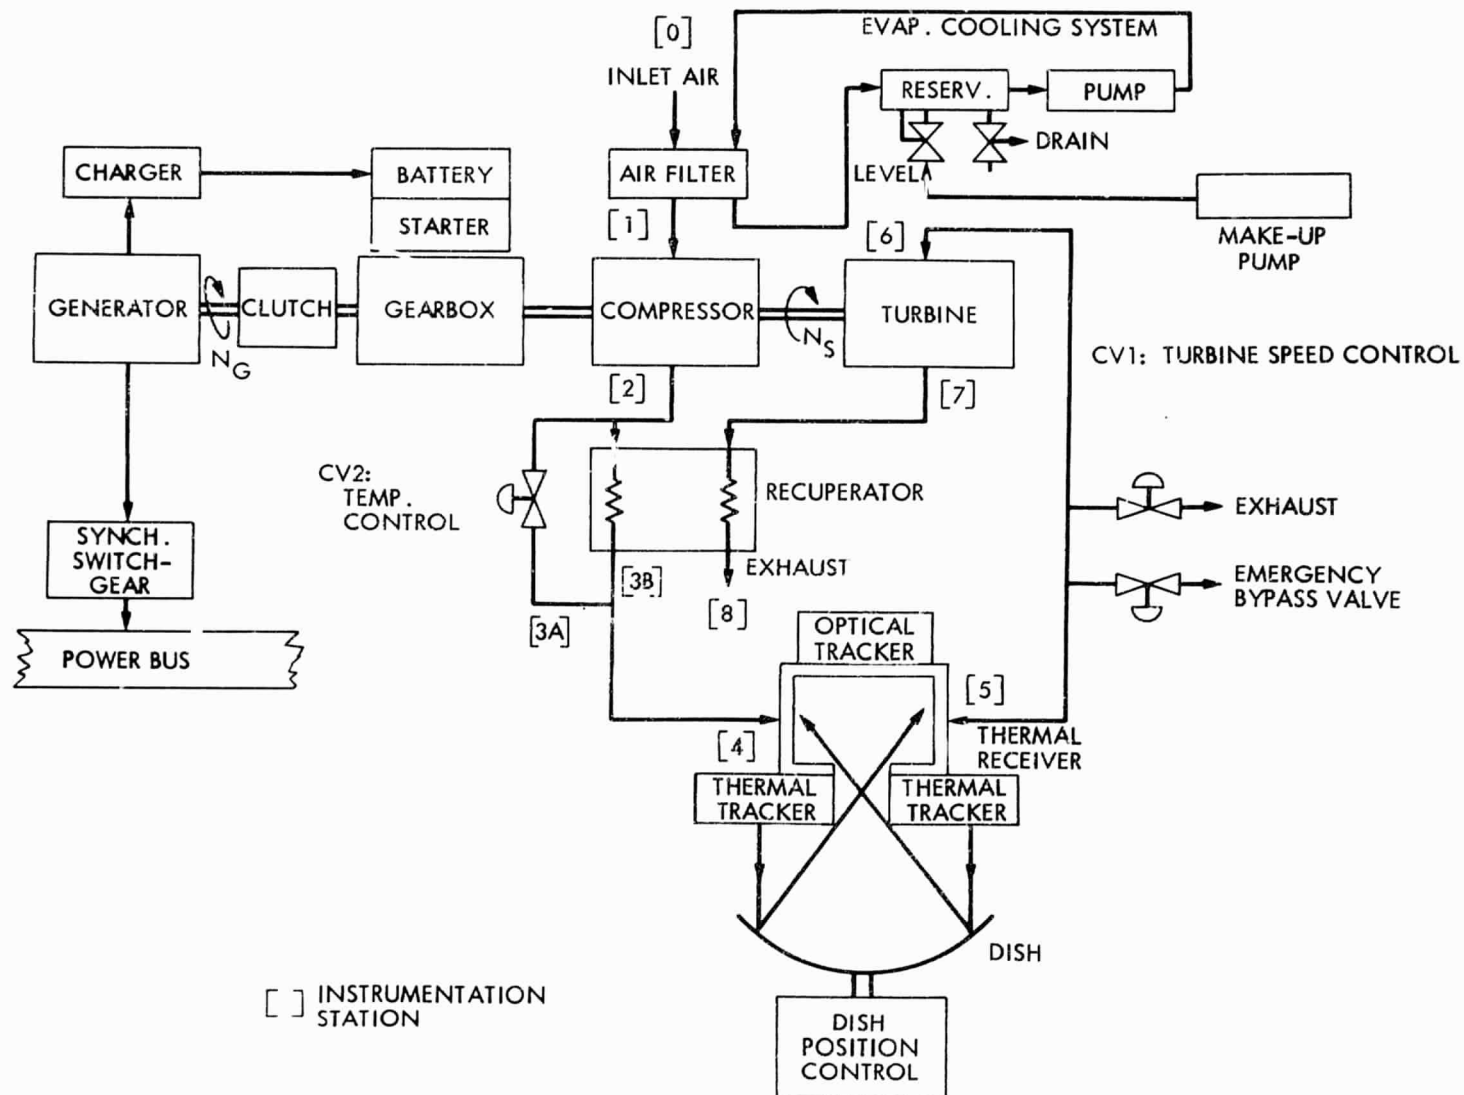 [0]
INLET AIR
EVAP. COOLING SYSTEM
RESERV.
PUMP
DRAIN
LEVEL
MAKE-UP
PUMP
CHARGER
BATTERY
STARTER
AIR FILTER
[1]
[6]
GENERATOR
N_G
CLUTCH
GEARBOX
COMPRESSOR
N_S
TURBINE
CV1: TURBINE SPEED CONTROL
[2]
[7]
CV2:
TEMP.
CONTROL
RECUPERATOR
EXHAUST
EXHAUST
EMERGENCY
BYPASS VALVE
[3B]
[8]
[3A]
SYNCH.
SWITCH-
GEAR
POWER BUS
OPTICAL
TRACKER
[5]
[4]
THERMAL
RECEIVER
THERMAL
TRACKER
THERMAL
TRACKER
DISH
[ ] INSTRUMENTATION
STATION
DISH
POSITION
CONTROL